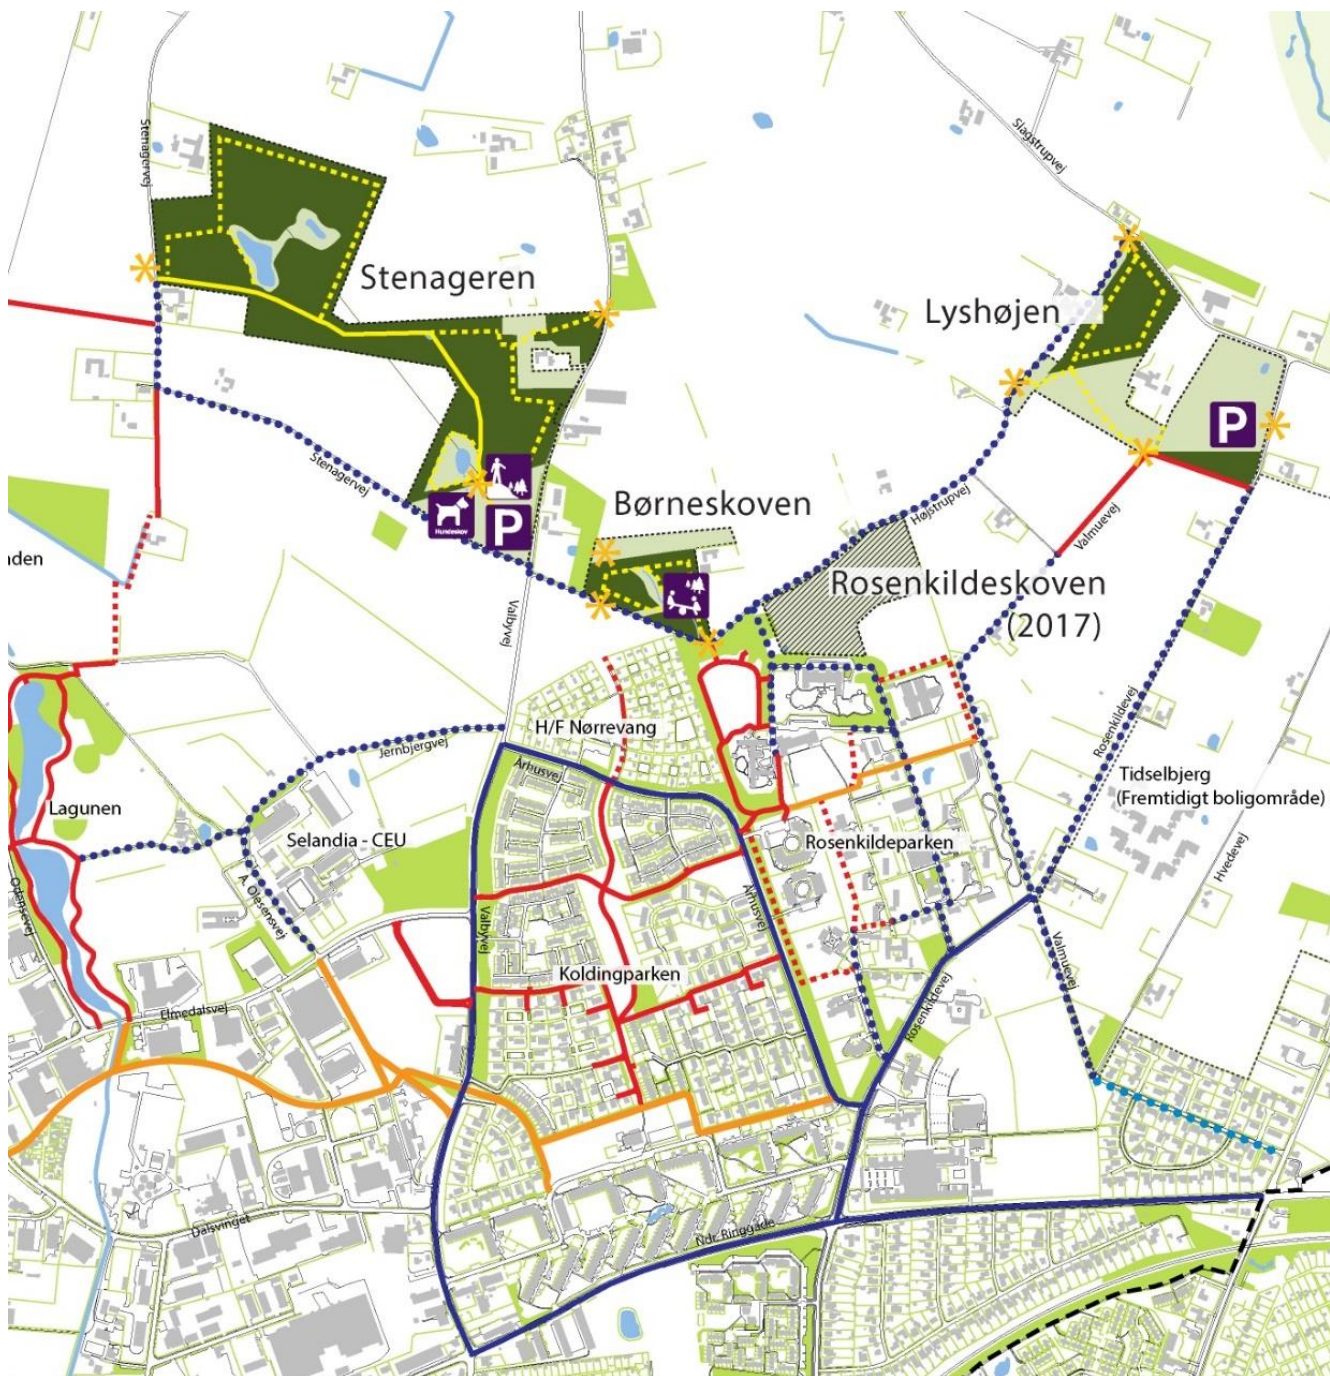 Stenagervej
Slagstrupvej
Stenageren
Lyshøjen
P
Stenagervej
Hundeskov
P
Børneskoven
Højstrupvej
Valmuevej
nden
Rosenkildeskoven
(2017)
Valbyvej
H/F Nørrevang
Jernbjergvej
Århusvej
Rosenkildevej
Tidselbjerg
(Fremtidigt boligområde)
Lagunen
Selandia - CEU
Rosenkildeparken
Hvedevej
Odensevej
A. Olesensvej
Valbyvej
Århusvej
Valmuevej
Koldingparken
Rosenkildevej
Elmedalsvej
Dalsvinget
Ndr. Ringgade